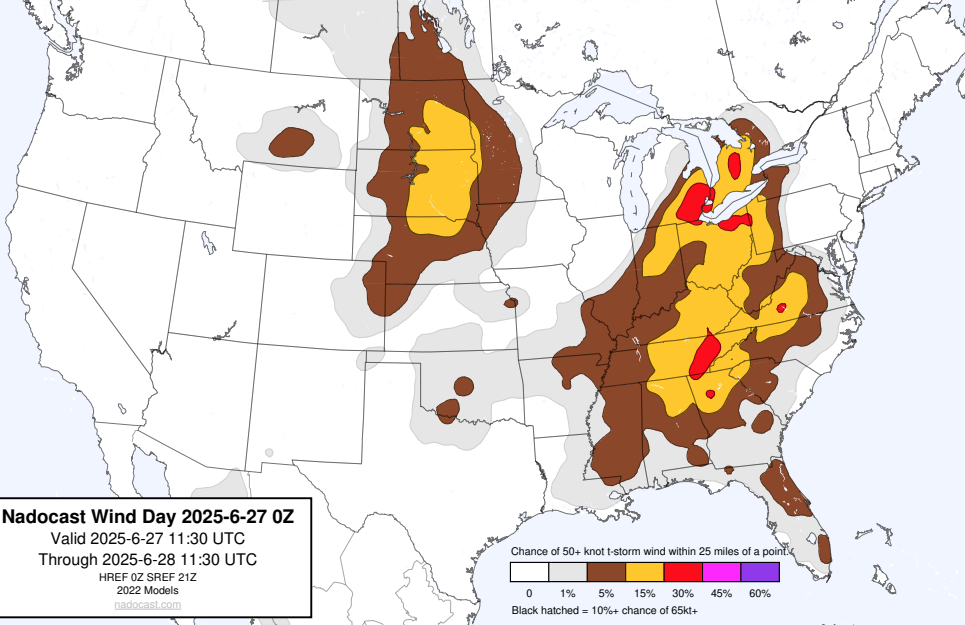 Nadocast Wind Day 2025-6-27 0Z
Valid 2025-6-27 11:30 UTC
Through 2025-6-28 11:30 UTC
HREF 0Z SREF 21Z
2022 Models
nadocast.com
Chance of 50+ knot t-storm wind within 25 miles of a point.
0 1% 5% 15% 30% 45% 60%
Black hatched = 10%+ chance of 65kt+